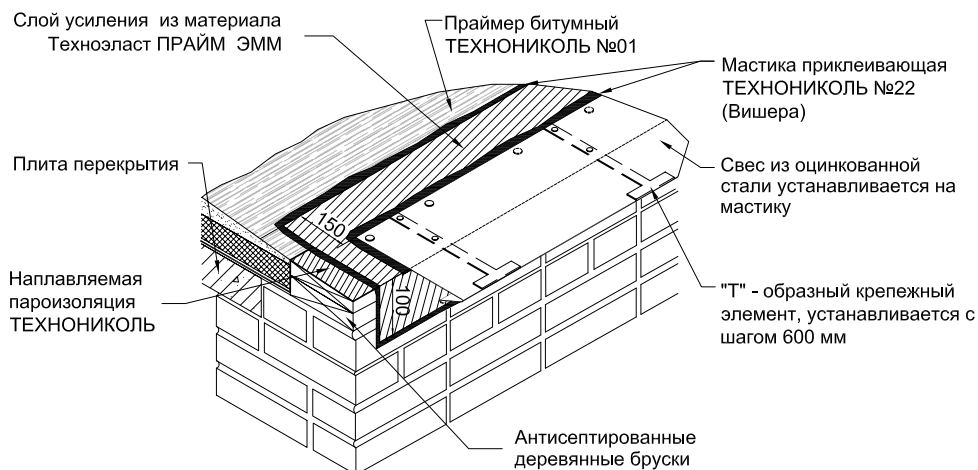 Слой усиления из материала
Техноэласт ПРАЙМ ЭММ
Праймер битумный
ТЕХНОНИКОЛЬ №01
Мастика приклеивающая
ТЕХНОНИКОЛЬ №22
(Вишера)
Плита перекрытия
Свес из оцинкованной
стали устанавливается на
мастику
150
Наплавляемая
пароизоляция
ТЕХНОНИКОЛЬ
100
"Т" - образный крепежный
элемент, устанавливается с
шагом 600 мм
Антисептированные
деревянные бруски